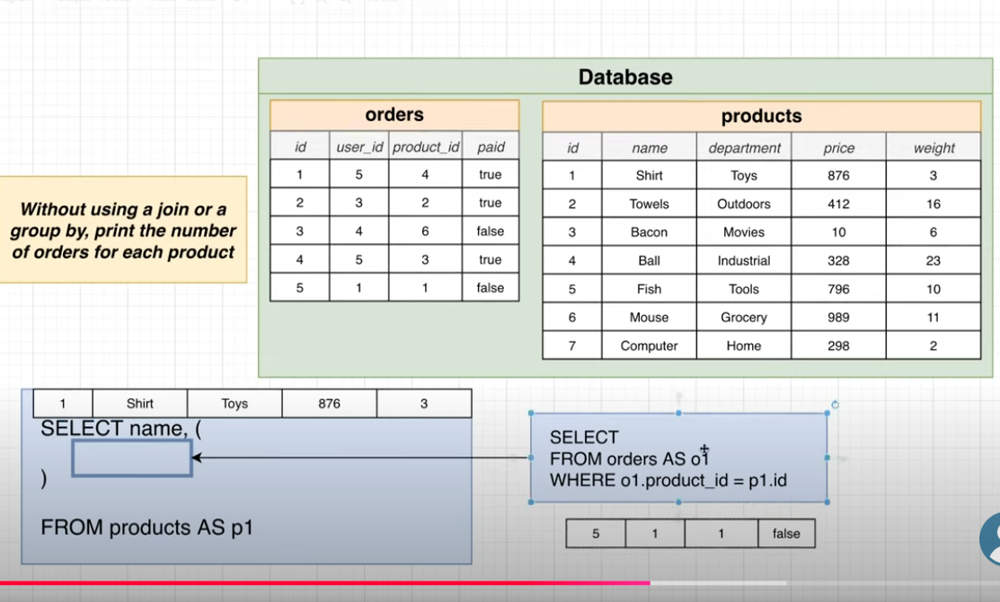 Database
orders
id user_id product_id paid
1 5 4 true
2 3 2 true
3 4 6 false
4 5 3 true
5 1 1 false
products
id name department price weight
1 Shirt Toys 876 3
2 Towels Outdoors 412 16
3 Bacon Movies 10 6
4 Ball Industrial 328 23
5 Fish Tools 796 10
6 Mouse Grocery 989 11
7 Computer Home 298 2
Without using a join or a
group by, print the number
of orders for each product
1 Shirt Toys 876 3
SELECT name, (
)
FROM products AS p1
SELECT
FROM orders AS o1
WHERE o1.product_id = p1.id
5 1 1 false